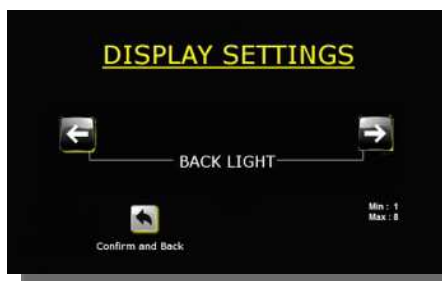 DISPLAY SETTINGS
BACK LIGHT
Min : 1
Max : 8
Confirm and Back